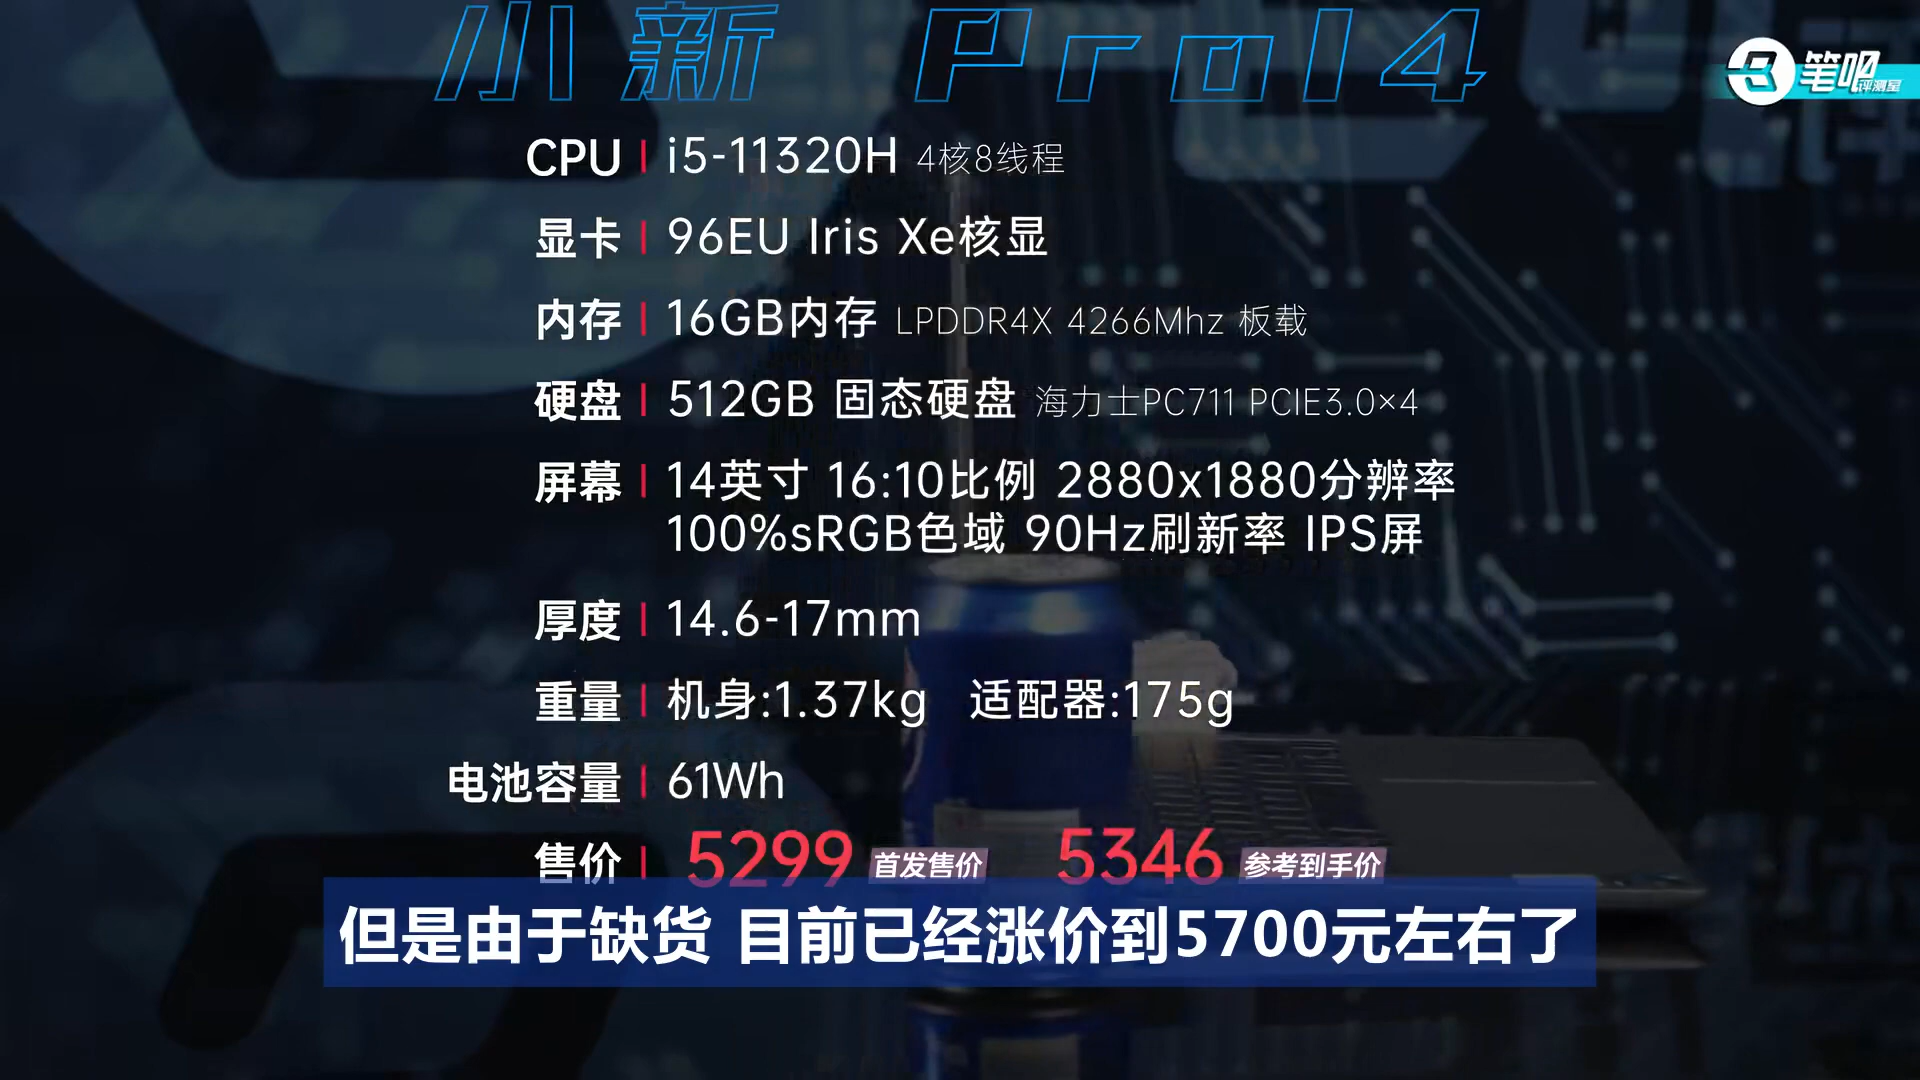 小新 Pro14
笔吧评测室
CPU i5-11320H 4核8线程
显卡 96EU Iris Xe核显
内存 16GB内存 LPDDR4X 4266Mhz 板载
硬盘 512GB 固态硬盘 海力士PC711 PCIE3.0×4
屏幕 14英寸 16:10比例 2880x1880分辨率
100%sRGB色域 90Hz刷新率 IPS屏
厚度 14.6-17mm
重量 机身:1.37kg 适配器:175g
电池容量 61Wh
售价 5299 首发售价 5346 参考到手价
但是由于缺货 目前已经涨价到5700元左右了